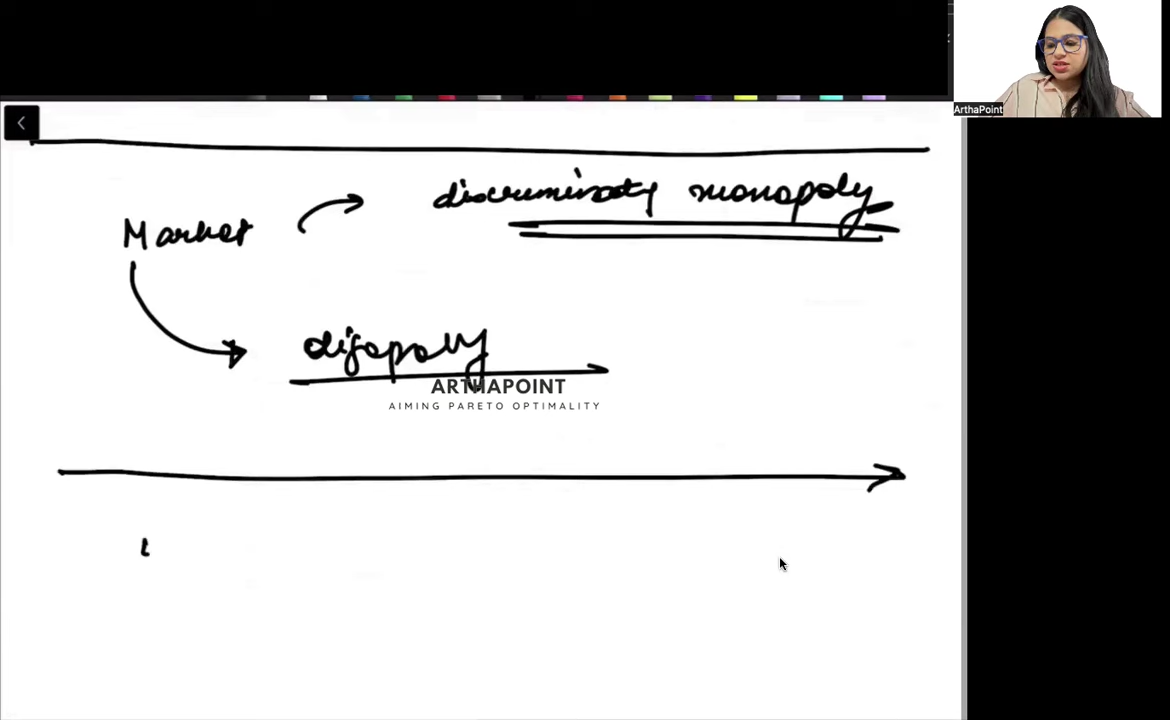 ArthaPoint
discriminaty monopoly
Market
oligopoly
ARTHAPOINT
AIMING PARETO OPTIMALITY